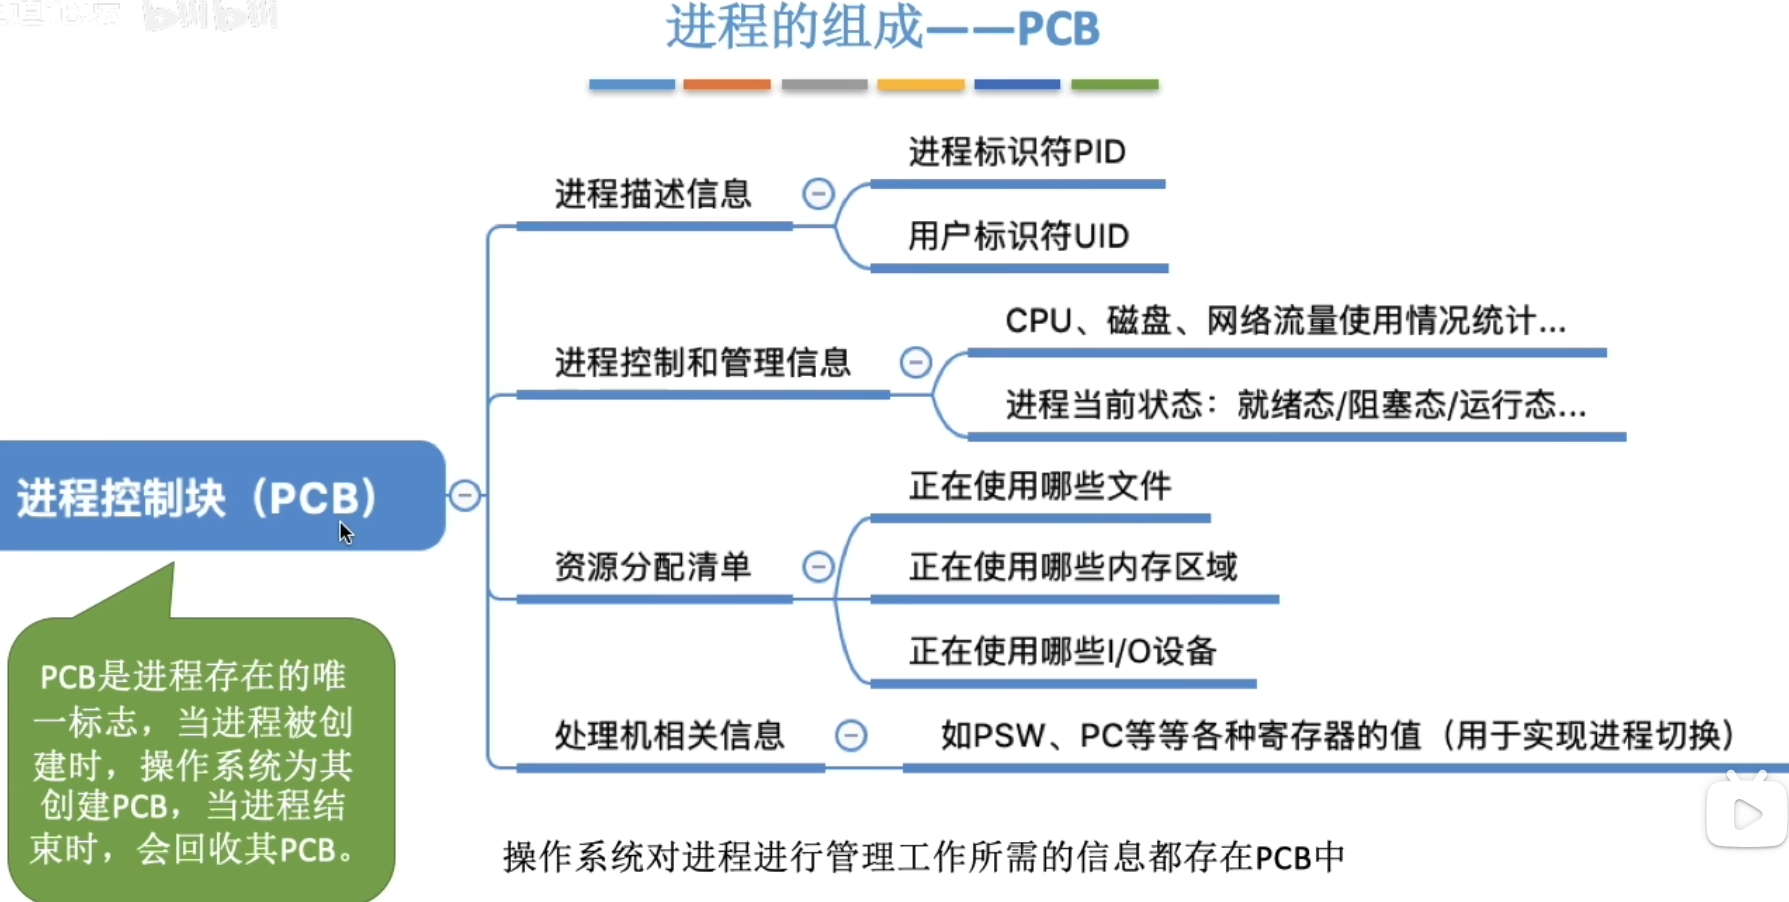 进程的组成——PCB
进程标识符PID
进程描述信息
用户标识符UID
CPU、磁盘、网络流量使用情况统计...
进程控制和管理信息
进程当前状态：就绪态/阻塞态/运行态...
进程控制块（PCB）
正在使用哪些文件
资源分配清单
正在使用哪些内存区域
正在使用哪些I/O设备
处理机相关信息
如PSW、PC等等各种寄存器的值（用于实现进程切换）
PCB是进程存在的唯
一标志，当进程被创
建时，操作系统为其
创建PCB，当进程结
束时，会回收其PCB。
操作系统对进程进行管理工作所需的信息都存在PCB中